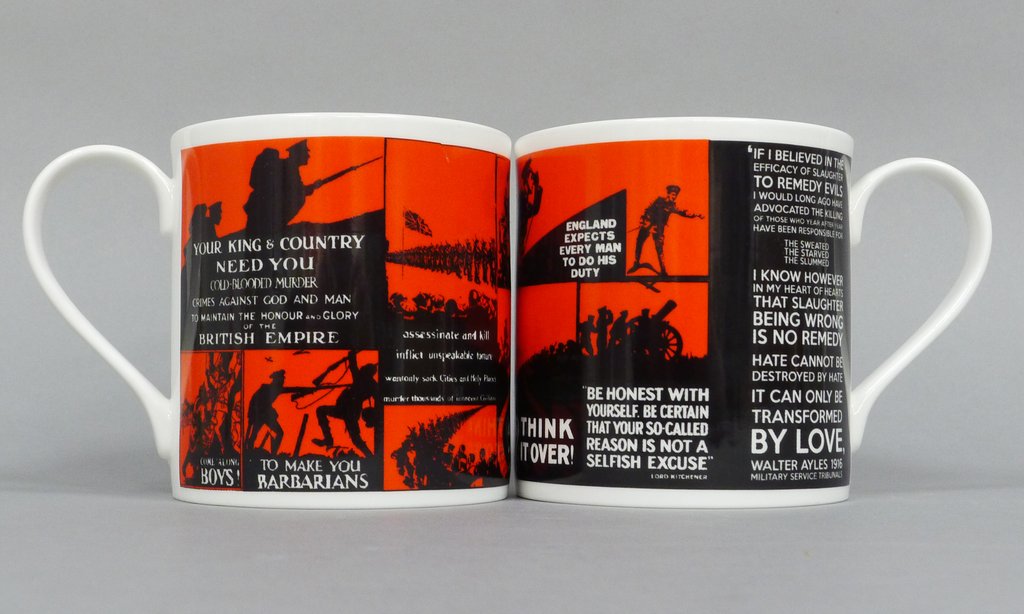 YOUR KING & COUNTRY
NEED YOU
COLD-BLOODED MURDER
CRIMES AGAINST GOD AND MAN
TO MAINTAIN THE HONOUR AND GLORY
OF THE
BRITISH EMPIRE
assassinate and kill
inflict unspeakable torture
wantonly sack Cities and Holy Places
murder thousands of innocent
COME ALONG
BOYS!
TO MAKE YOU
BARBARIANS
ENGLAND
EXPECTS
EVERY MAN
TO DO HIS
DUTY
THINK
IT OVER!
"BE HONEST WITH
YOURSELF. BE CERTAIN
THAT YOUR SO-CALLED
REASON IS NOT A
SELFISH EXCUSE"
LORD KITCHENER
'IF I BELIEVED IN THE
EFFICACY OF SLAUGHTER
TO REMEDY EVILS
I WOULD LONG AGO HAVE
ADVOCATED THE KILLING
OF THOSE WHO YEAR AFTER YEAR
HAVE BEEN RESPONSIBLE FOR
THE SWEATED
THE STARVED
THE SLUMMED
I KNOW HOWEVER
IN MY HEART OF HEARTS
THAT SLAUGHTER
BEING WRONG
IS NO REMEDY
HATE CANNOT BE
DESTROYED BY HATE
IT CAN ONLY BE
TRANSFORMED
BY LOVE,
WALTER AYLES 1916
MILITARY SERVICE TRIBUNALS